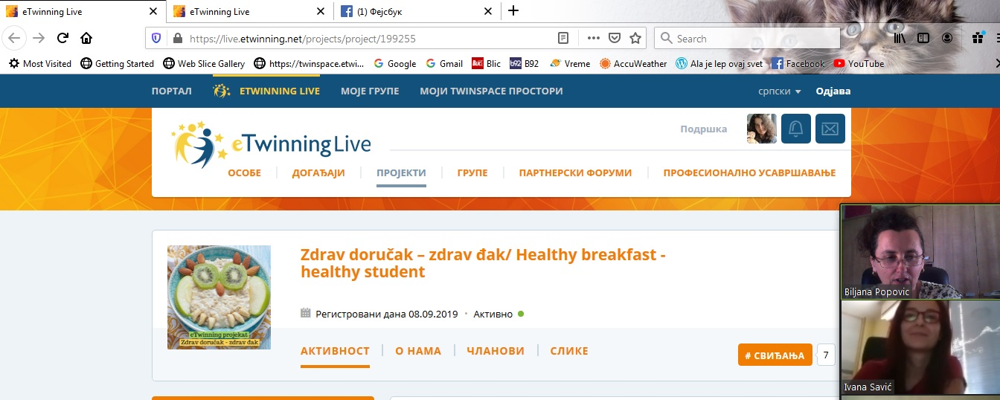 eTwinning Live
eTwinning Live
(1) Фејсбук
https://live.etwinning.net/projects/project/199255
Search
Most Visited
Getting Started
Web Slice Gallery
https://twinspace.etwi...
Google
Gmail
Blic
B92
Vreme
AccuWeather
Ala je lep ovaj svet
Facebook
YouTube
ПОРТАЛ
ETWINNING LIVE
МОЈЕ ГРУПЕ
МОЈИ TWINSPACE ПРОСТОРИ
српски
Одјава
Подршка
eTwinning Live
ОСОБЕ
ДОГАЂАЈИ
ПРОЈЕКТИ
ГРУПЕ
ПАРТНЕРСКИ ФОРУМИ
ПРОФЕСИОНАЛНО УСАВРШАВАЊЕ
Zdrav doručak – zdrav đak/ Healthy breakfast -
healthy student
Регистровани дана 08.09.2019 • Активно
eTwinning projekat
Zdrav doručak - zdrav đak
АКТИВНОСТ
О НАМА
ЧЛАНОВИ
СЛИКЕ
# СВИЂАЊА
7
Biljana Popovic
Ivana Savić